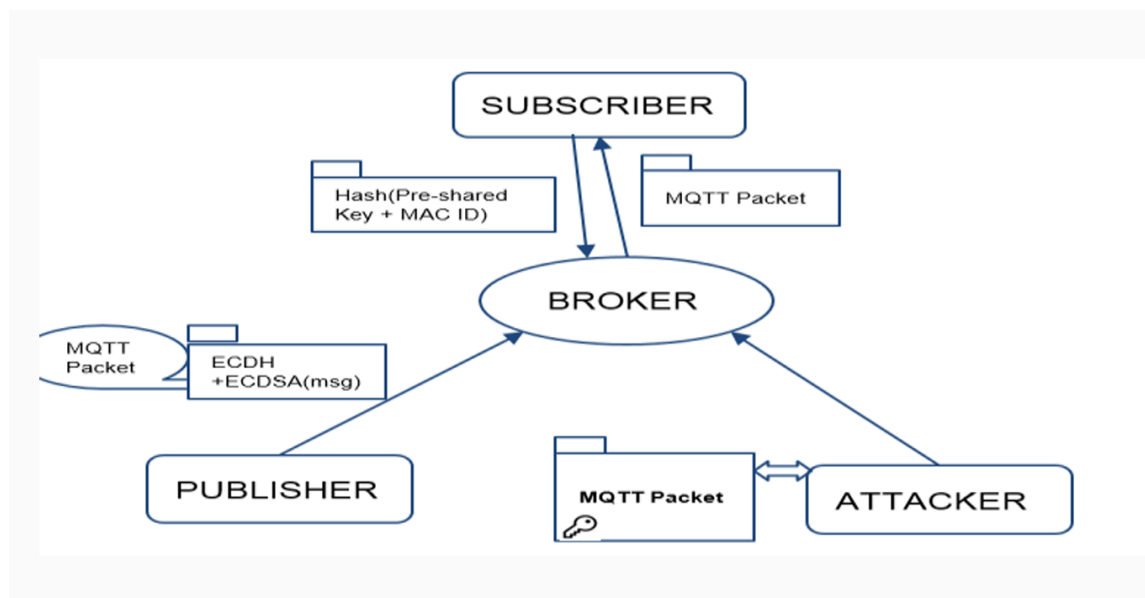 SUBSCRIBER
Hash(Pre-shared
Key + MAC ID)
MQTT Packet
BROKER
MQTT
Packet
ECDH
+ECDSA(msg)
PUBLISHER
MQTT Packet
ATTACKER